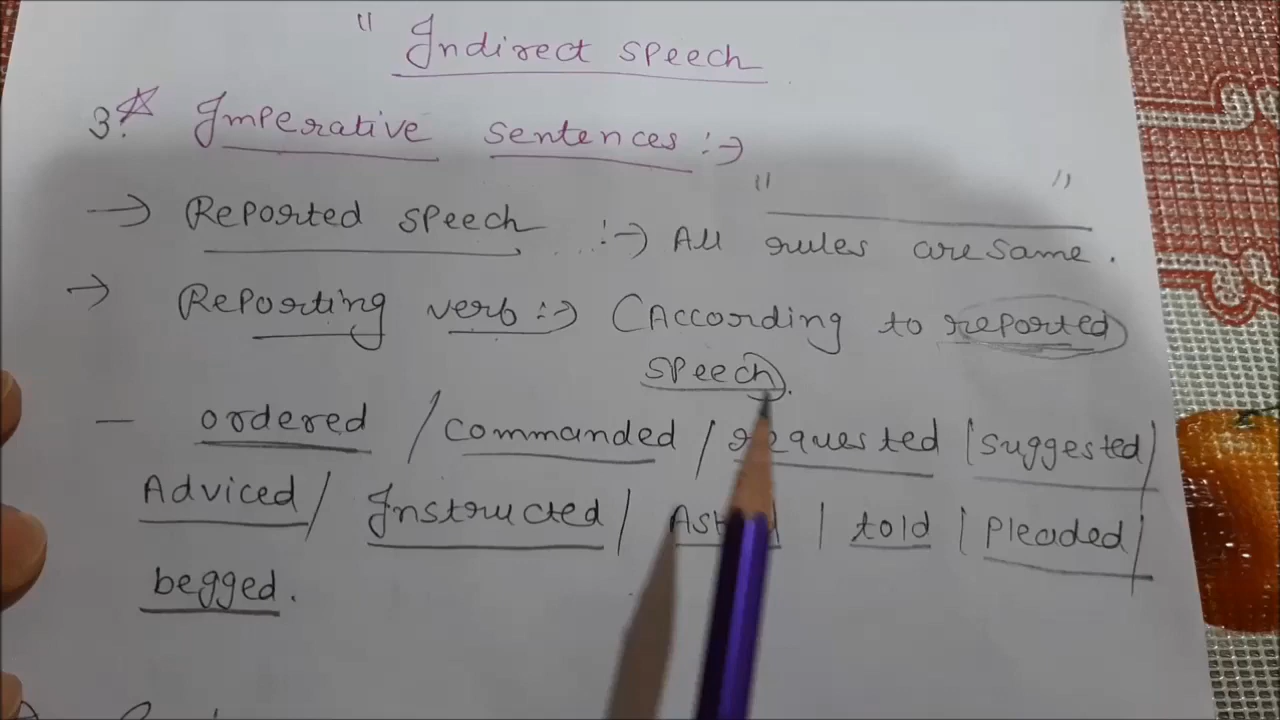 " Indirect speech
3.☆ Imperative sentences :→
" "
→ Reported speech ..:→ All rules are same.
→ Reporting verb :→ (According to reported
speech).
- ordered / commanded / requested / suggested /
Adviced / Instructed / / told / Pleaded /
begged.